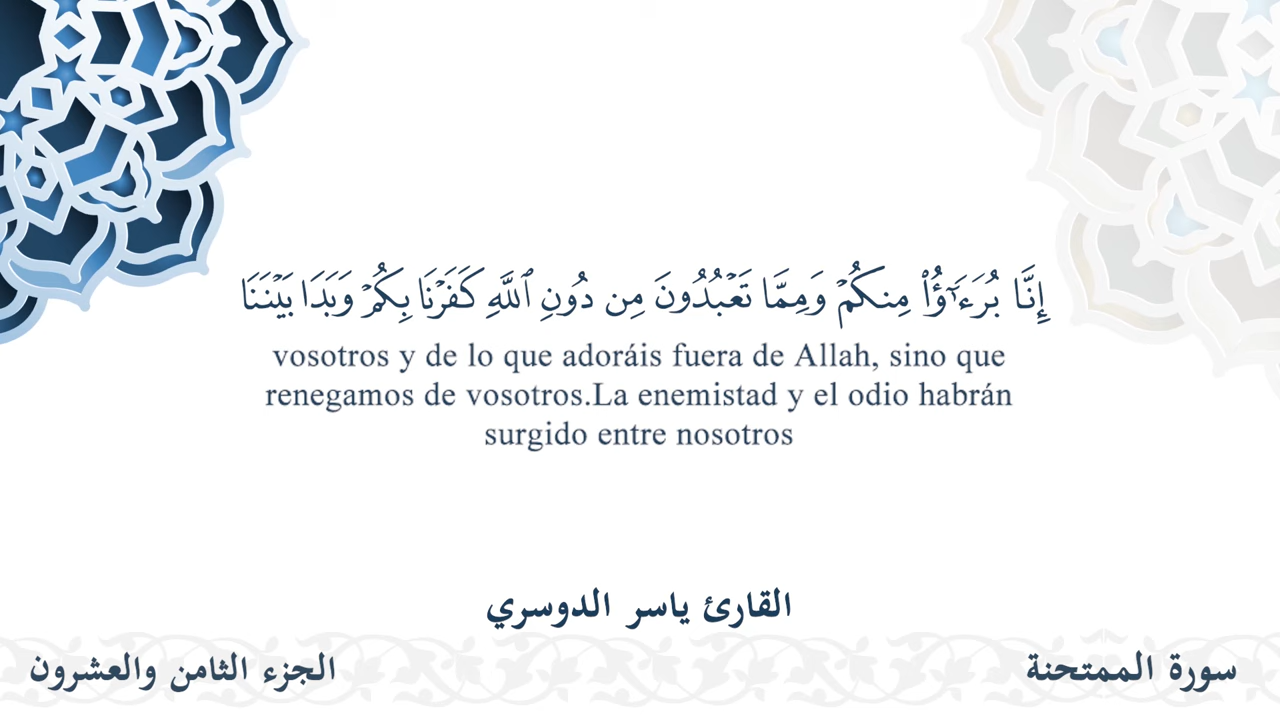 إِنَّا بُرَءَٰٓؤُا۟ مِنكُمْ وَمِمَّا تَعْبُدُونَ مِن دُونِ ٱللَّهِ كَفَرْنَا بِكُمْ وَبَدَا بَيْنَنَا
vosotros y de lo que adoráis fuera de Allah, sino que
renegamos de vosotros.La enemistad y el odio habrán
surgido entre nosotros
القارئ ياسر الدوسري
سورة الممتحنة
الجزء الثامن والعشرون